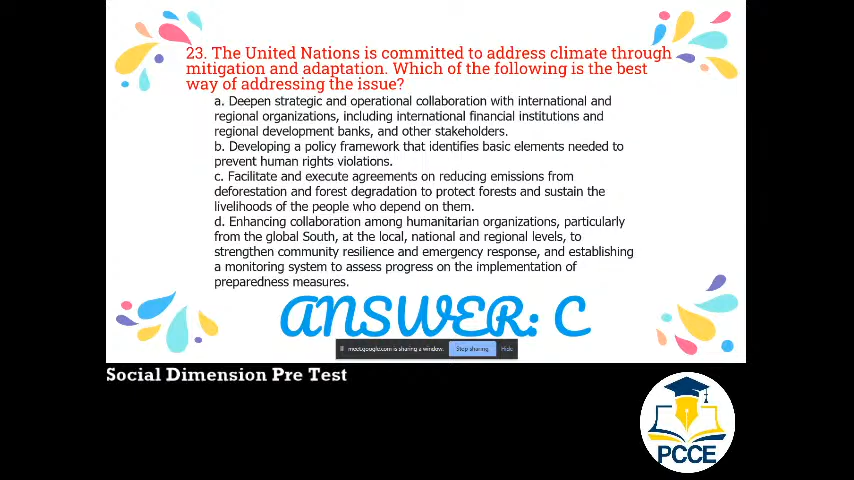 23. The United Nations is committed to address climate through
mitigation and adaptation. Which of the following is the best
way of addressing the issue?
a. Deepen strategic and operational collaboration with international and
regional organizations, including international financial institutions and
regional development banks, and other stakeholders.
b. Developing a policy framework that identifies basic elements needed to
prevent human rights violations.
c. Facilitate and execute agreements on reducing emissions from
deforestation and forest degradation to protect forests and sustain the
livelihoods of the people who depend on them.
d. Enhancing collaboration among humanitarian organizations, particularly
from the global South, at the local, national and regional levels, to
strengthen community resilience and emergency response, and establishing
a monitoring system to assess progress on the implementation of
preparedness measures.
ANSWER: C
meet.google.com is sharing a window. Stop sharing Hide
Social Dimension Pre Test
PCCE